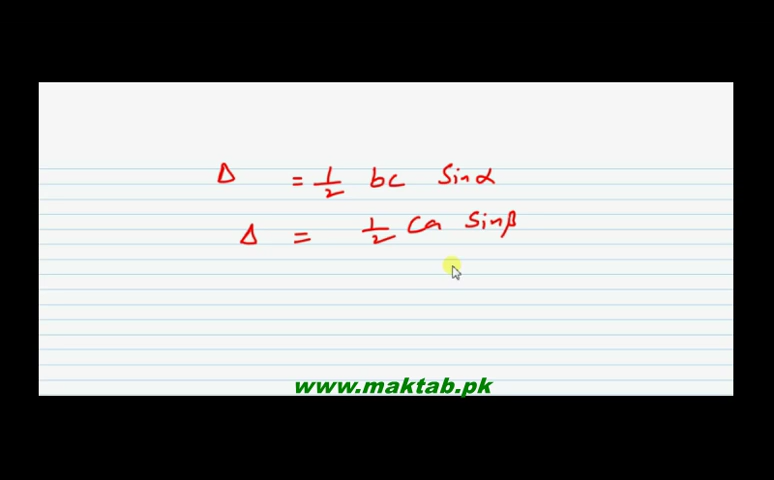 Δ = 1/2 bc Sinα
Δ = 1/2 ca Sinβ
www.maktab.pk